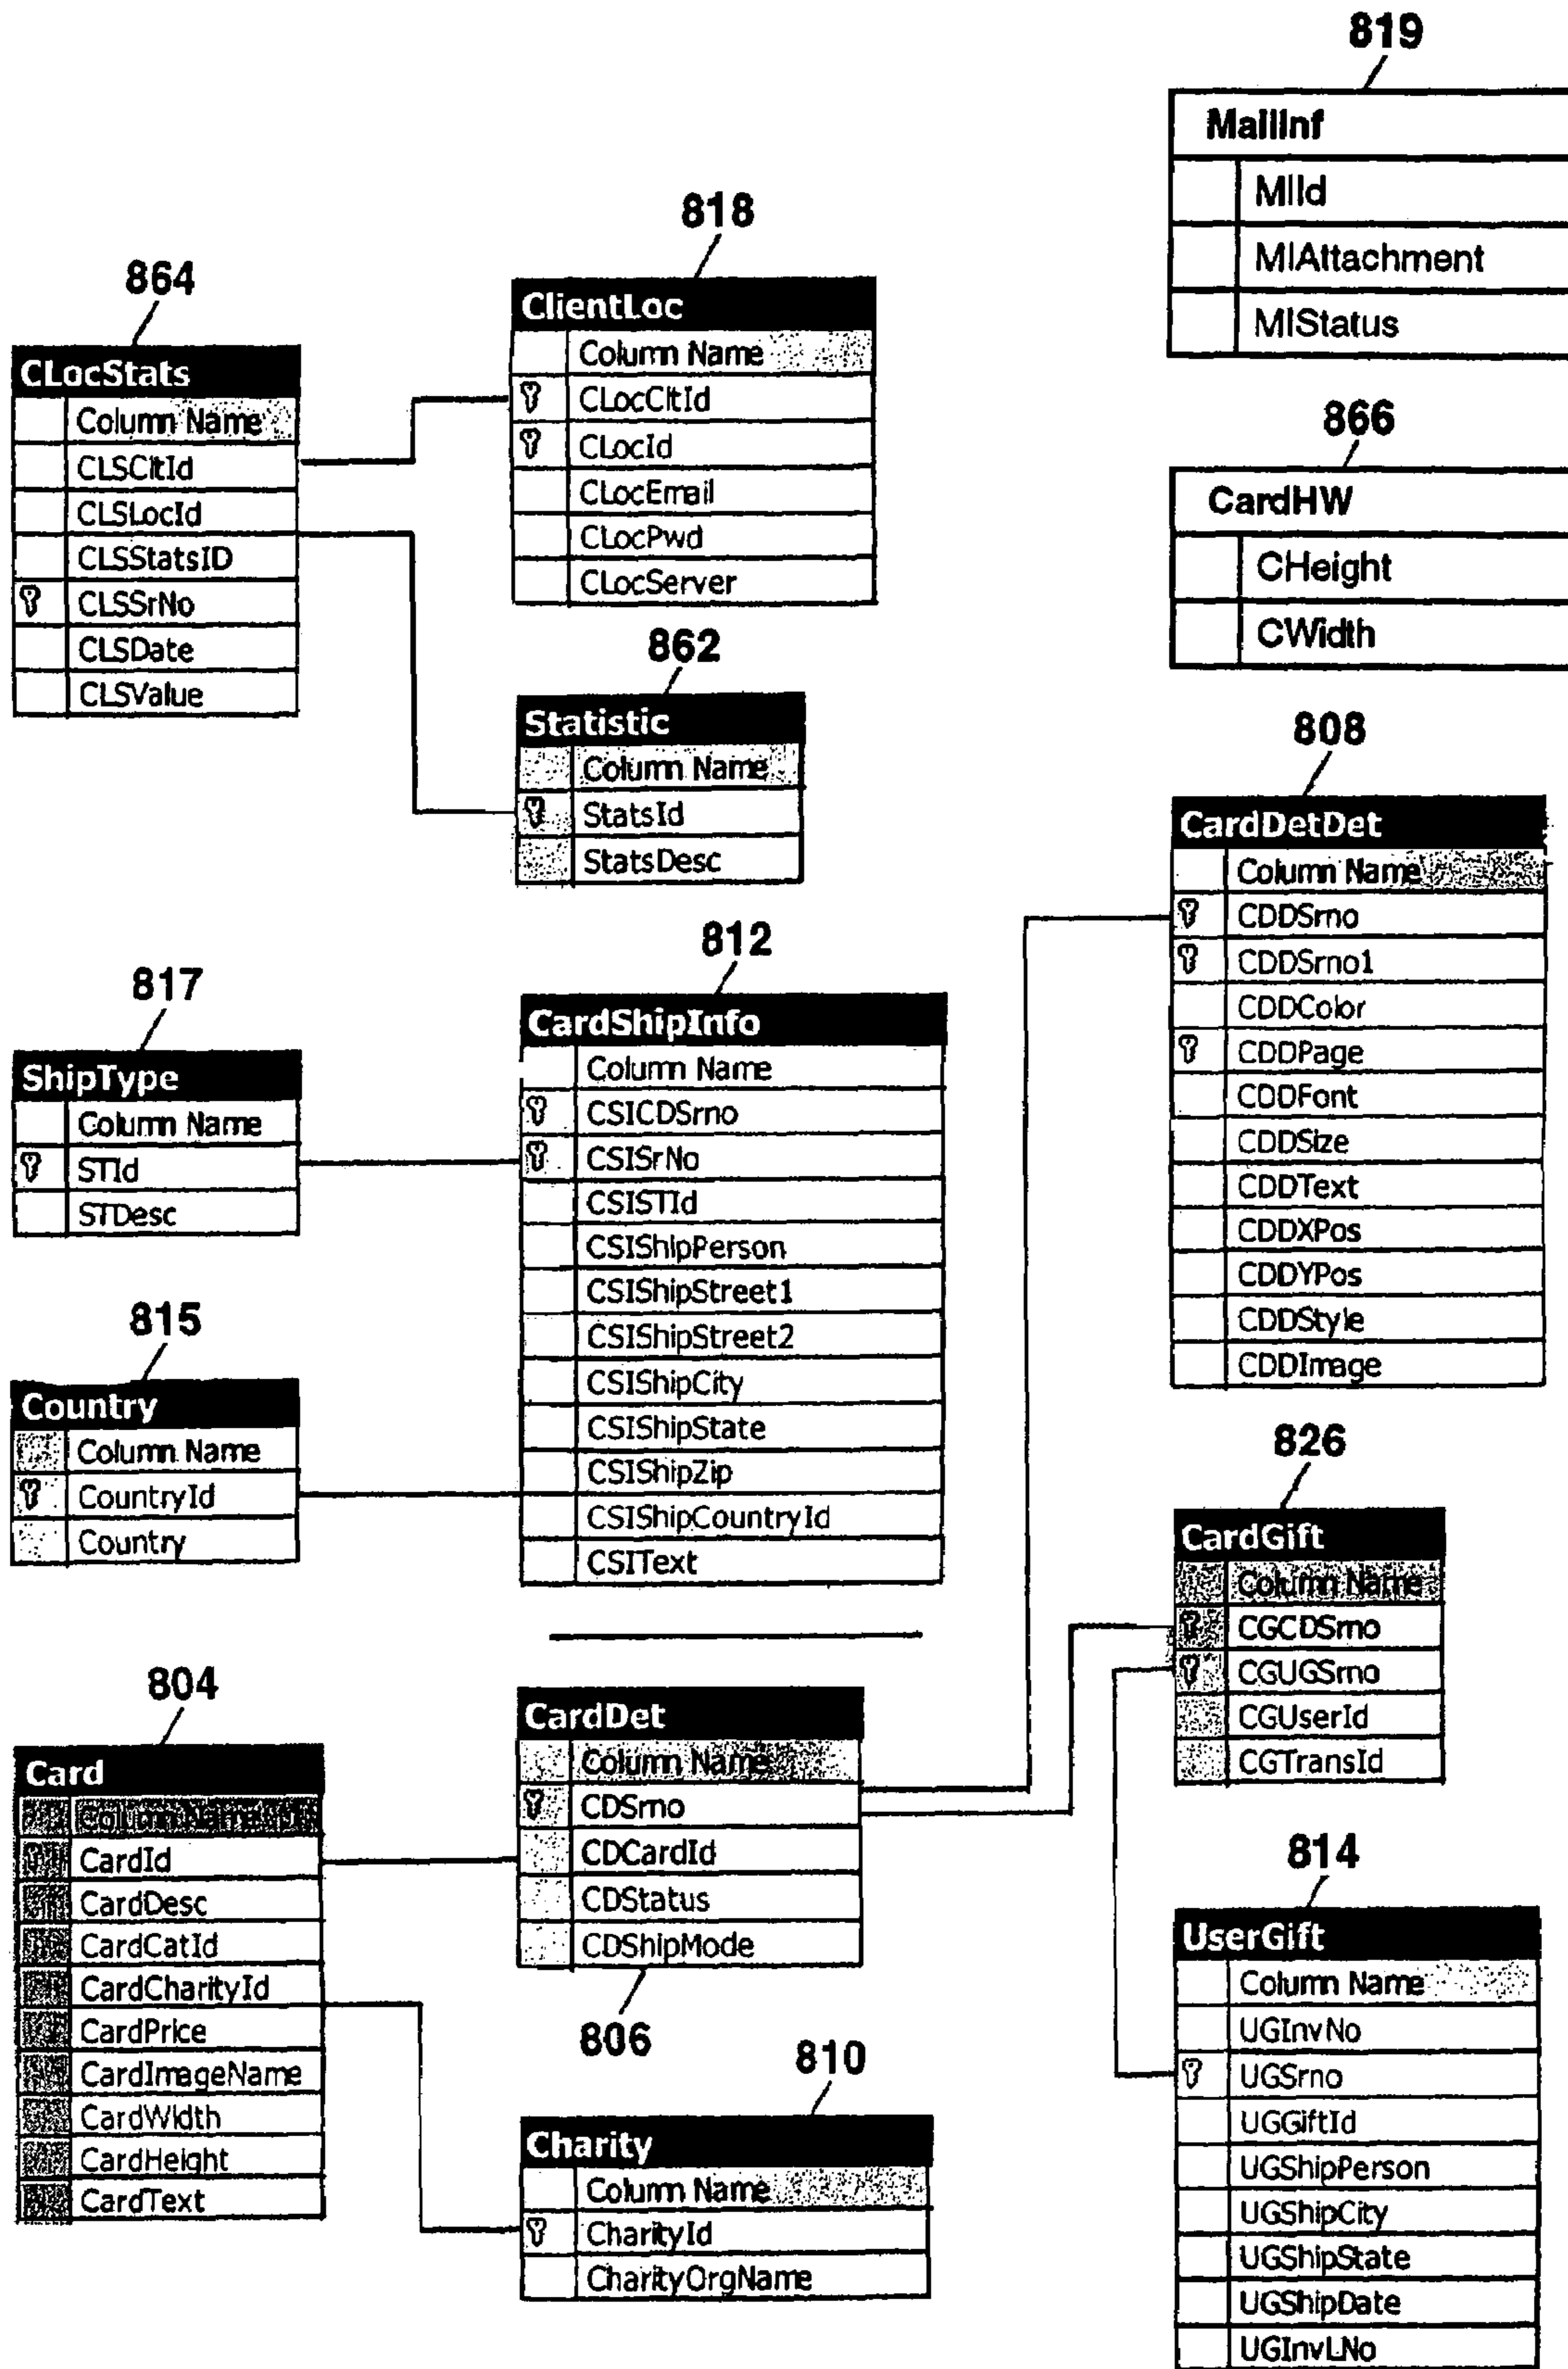 864
CLocStats
Column Name
CLSCltId
CLSLocId
CLSStatsID
CLSSrNo
CLSDate
CLSValue
818
ClientLoc
Column Name
CLocCltId
CLocId
CLocEmail
CLocPwd
CLocServer
862
Statistic
Column Name
StatsId
StatsDesc
819
MailInf
MIId
MIAttachment
MIStatus
866
CardHW
CHeight
CWidth
817
ShipType
Column Name
STId
STDesc
815
Country
Column Name
CountryId
Country
812
CardShipInfo
Column Name
CSICDSrno
CSISrNo
CSISTId
CSIShipPerson
CSIShipStreet1
CSIShipStreet2
CSIShipCity
CSIShipState
CSIShipZip
CSIShipCountryId
CSIText
808
CardDetDet
Column Name
CDDSrno
CDDSrno1
CDDColor
CDDPage
CDDFont
CDDSize
CDDText
CDDXPos
CDDYPos
CDDStyle
CDDImage
804
Card
Column Name
CardId
CardDesc
CardCatId
CardCharityId
CardPrice
CardImageName
CardWidth
CardHeight
CardText
CardDet
Column Name
CDSrno
CDCardId
CDStatus
CDShipMode
806
810
Charity
Column Name
CharityId
CharityOrgName
826
CardGift
Column Name
CGCDSrno
CGUGSrno
CGUserId
CGTransId
814
UserGift
Column Name
UGInvNo
UGSrno
UGGiftId
UGShipPerson
UGShipCity
UGShipState
UGShipDate
UGInvLNo